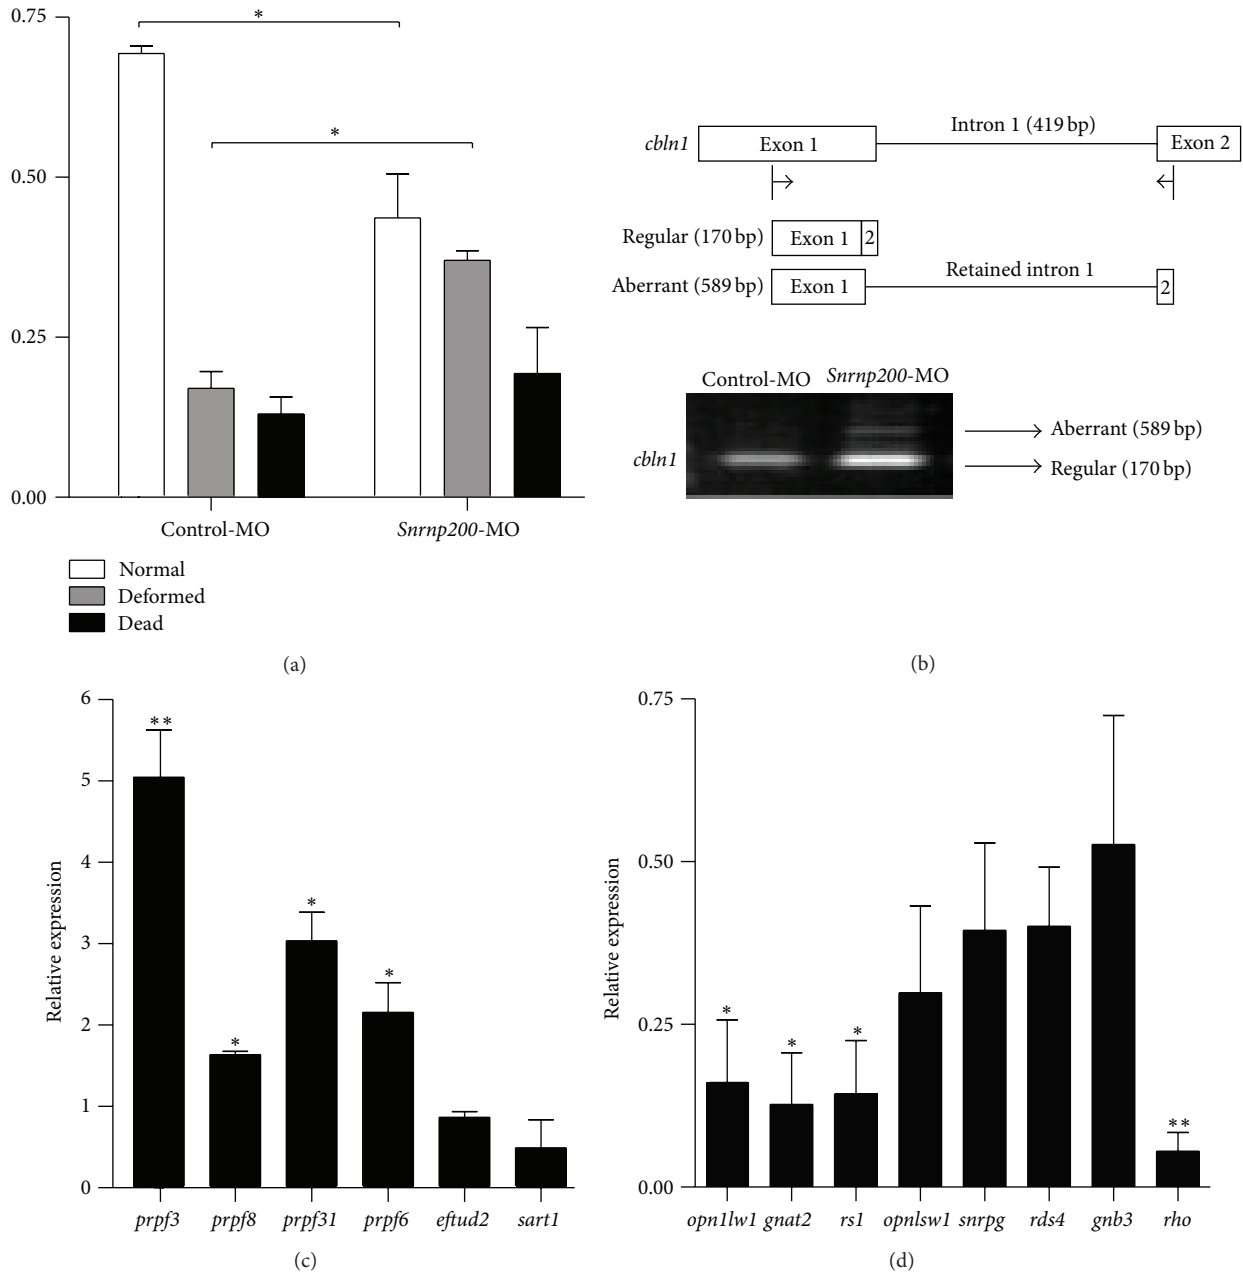 0.75
0.50
0.25
0.00
*
*
Control-MO
Snrnp200-MO
Normal
Deformed
Dead
(a)
cbln1
Exon 1
Intron 1 (419 bp)
Exon 2
Regular (170 bp)
Exon 1
2
Aberrant (589 bp)
Exon 1
Retained intron 1
2
Control-MO
Snrnp200-MO
cbln1
Aberrant (589 bp)
Regular (170 bp)
(b)
Relative expression
6
5
4
3
2
1
0
**
*
*
*
prpf3
prpf8
prpf31
prpf6
eftud2
sart1
(c)
Relative expression
0.75
0.50
0.25
0.00
*
*
*
**
opn1lw1
gnat2
rs1
opnlsw1
snrpg
rds4
gnb3
rho
(d)